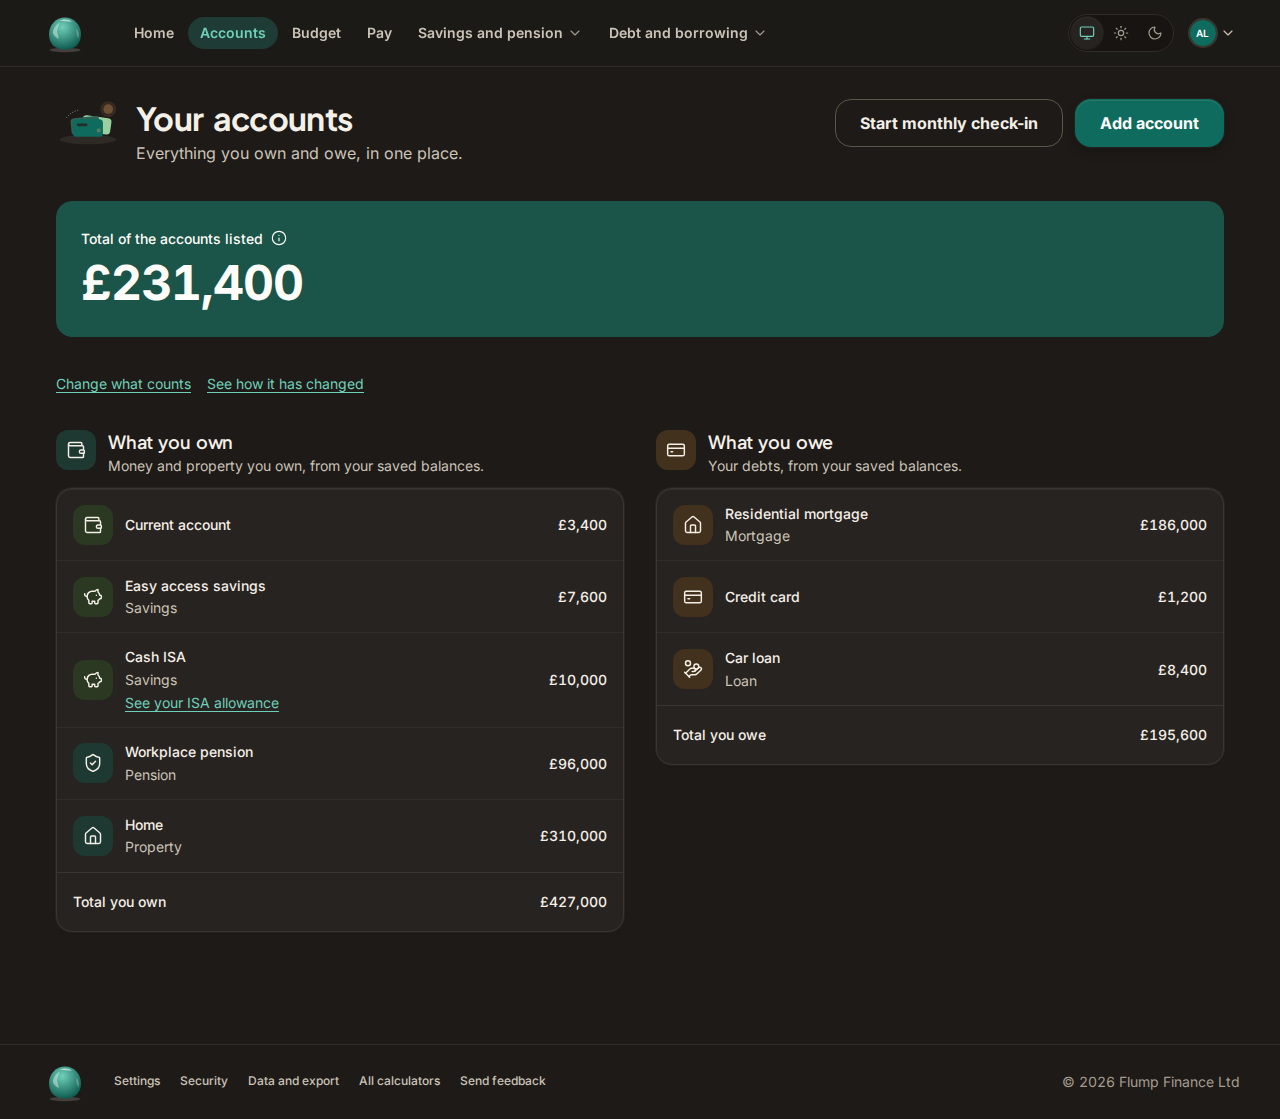 Home
Accounts
Budget
Pay
Savings and pension
Debt and borrowing
AL
Your accounts
Everything you own and owe, in one place.
Start monthly check-in
Add account
Total of the accounts listed
£231,400
Change what counts
See how it has changed
What you own
Money and property you own, from your saved balances.
Current account
£3,400
Easy access savings
Savings
£7,600
Cash ISA
Savings
See your ISA allowance
£10,000
Workplace pension
Pension
£96,000
Home
Property
£310,000
Total you own
£427,000
What you owe
Your debts, from your saved balances.
Residential mortgage
Mortgage
£186,000
Credit card
£1,200
Car loan
Loan
£8,400
Total you owe
£195,600
Settings
Security
Data and export
All calculators
Send feedback
© 2026 Flump Finance Ltd